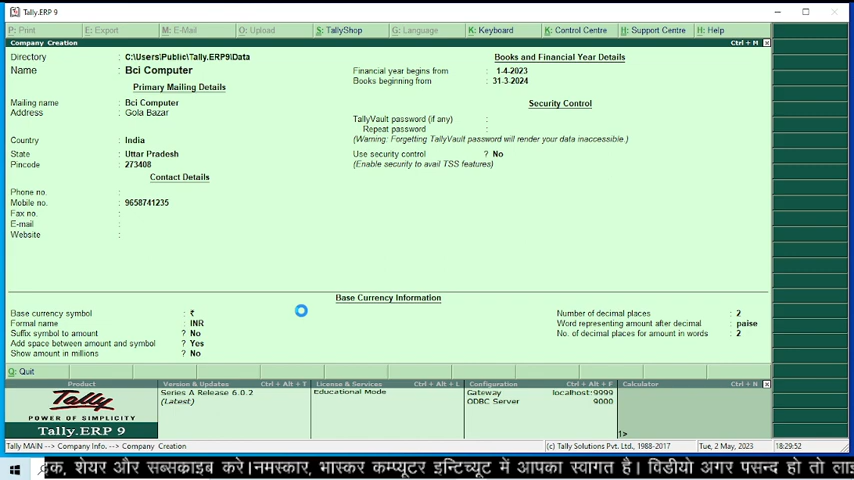 Tally.ERP 9
P: Print E: Export M: E-Mail O: Upload S: TallyShop G: Language K: Keyboard K: Control Centre H: Support Centre H: Help
Company Creation Ctrl + M
Directory : C:\Users\Public\Tally.ERP9\Data
Name : Bci Computer
Primary Mailing Details
Mailing name : Bci Computer
Address : Gola Bazar
Country : India
State : Uttar Pradesh
Pincode : 273408
Contact Details
Phone no. :
Mobile no. : 9658741235
Fax no. :
E-mail :
Website :
Books and Financial Year Details
Financial year begins from : 1-4-2023
Books beginning from : 31-3-2024
Security Control
TallyVault password (if any) :
Repeat password :
(Warning: Forgetting TallyVault password will render your data inaccessible.)
Use security control ? No
(Enable security to avail TSS features)
Base Currency Information
Base currency symbol : ₹
Formal name : INR
Suffix symbol to amount ? No
Add space between amount and symbol ? Yes
Show amount in millions ? No
Number of decimal places : 2
Word representing amount after decimal : paise
No. of decimal places for amount in words : 2
Q: Quit
Product
Tally
POWER OF SIMPLICITY
Tally.ERP 9
Version & Updates Ctrl + Alt + T
Series A Release 6.0.2
(Latest)
License & Services Ctrl + Alt + L
Educational Mode
Configuration Ctrl + Alt + F
Gateway localhost:9999
ODBC Server 9000
Calculator Ctrl + N
1>
Tally MAIN --> Company Info. --> Company Creation (c) Tally Solutions Pvt. Ltd., 1988-2017 Tue, 2 May, 2023 18:29:52
शेयर और सब्सक्राइब करे।नमस्कार, भास्कर कम्प्यूटर इन्टिच्यूट में आपका स्वागत है। विडीयो अगर पसन्द हो तो